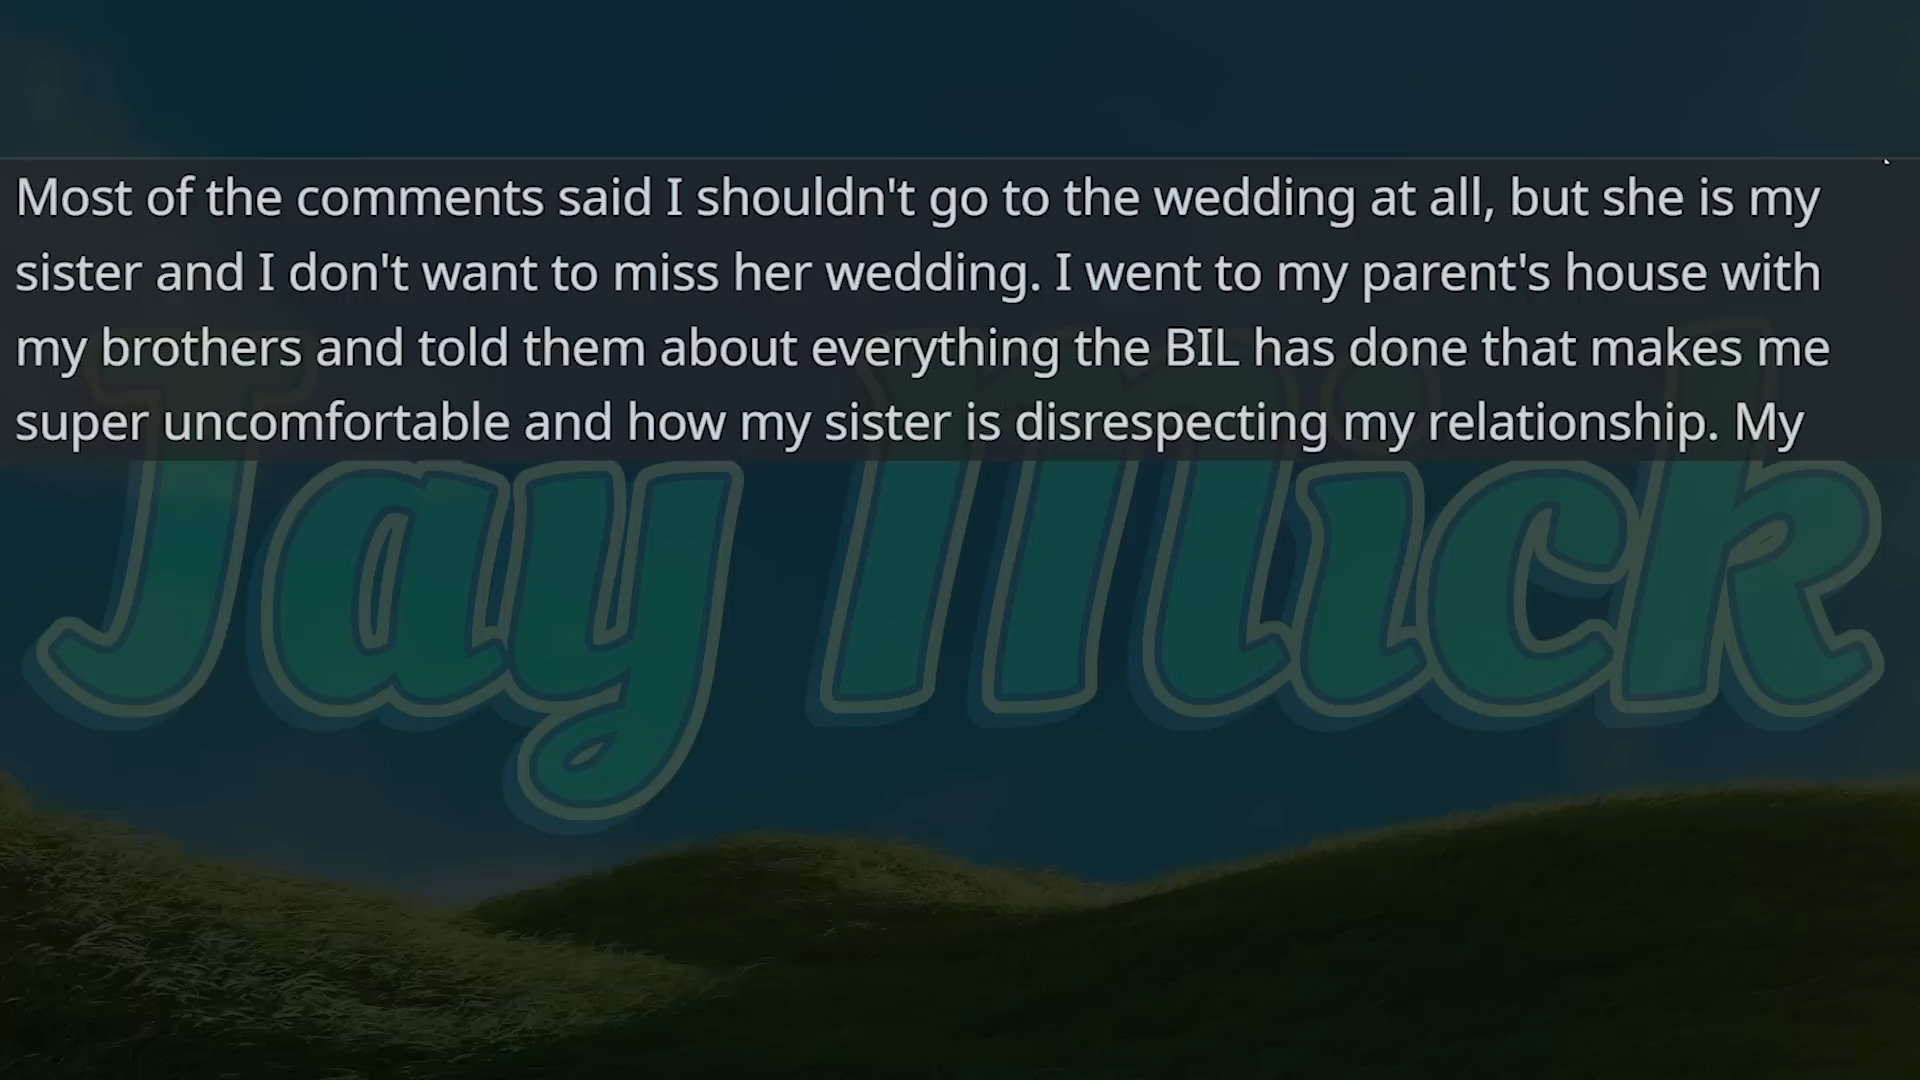 Most of the comments said I shouldn't go to the wedding at all, but she is my
sister and I don't want to miss her wedding. I went to my parent's house with
my brothers and told them about everything the BIL has done that makes me
super uncomfortable and how my sister is disrespecting my relationship. My
Jay Mick